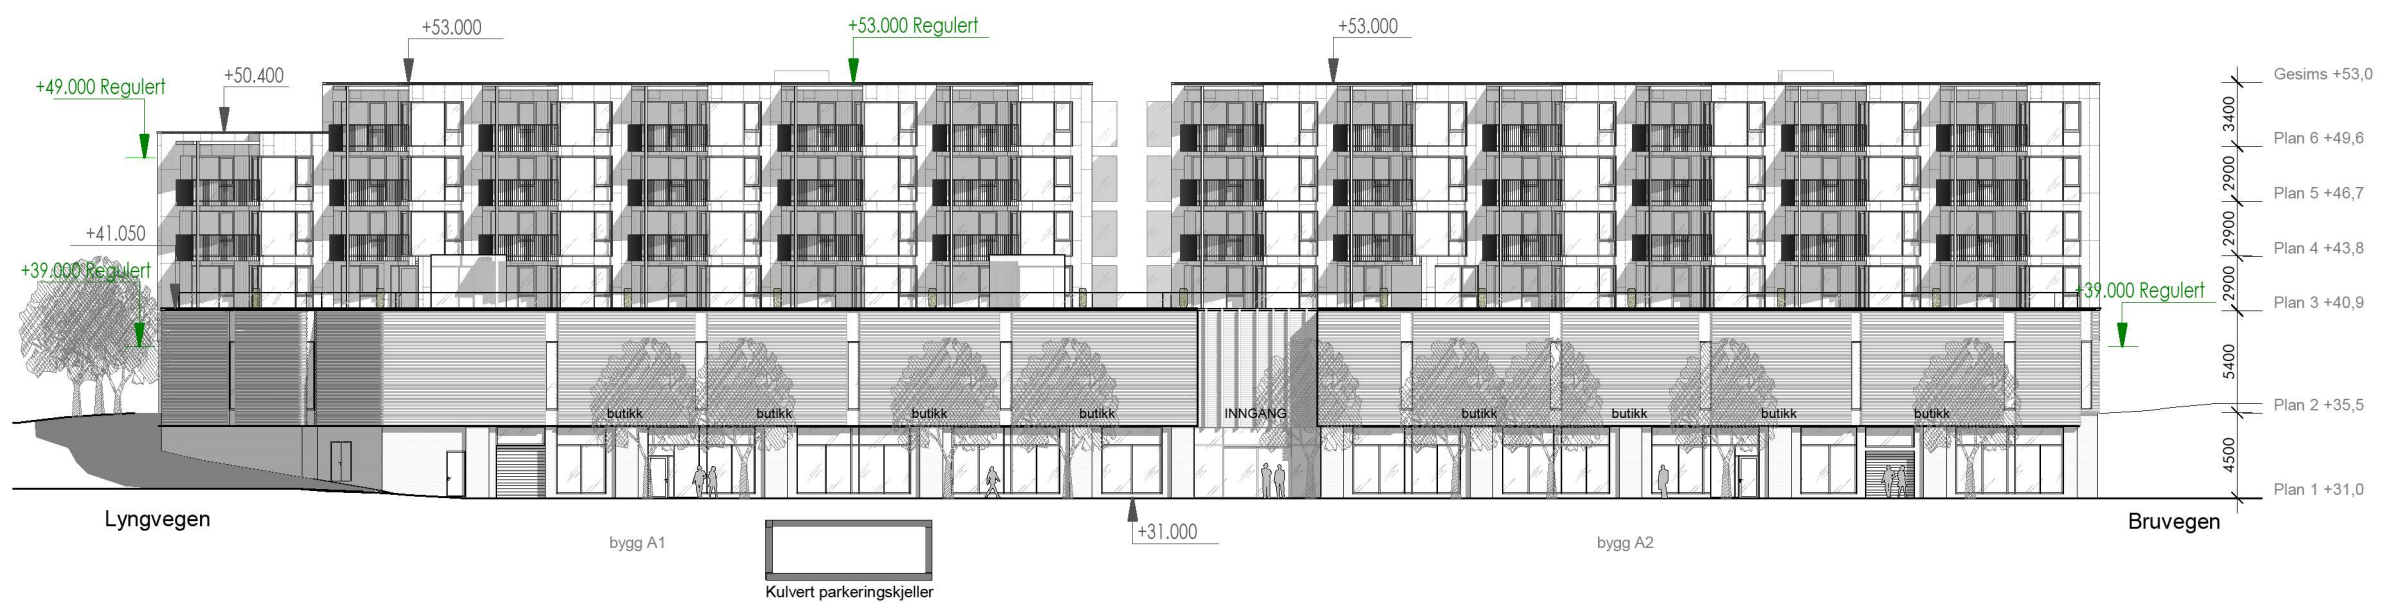 +53.000
+53.000 Regulert
+53.000
+49.000 Regulert
+50.400
Gesims +53,0
3400
Plan 6 +49,6
2900
Plan 5 +46,7
2900
+41.050
Plan 4 +43,8
2900
+39.000 Regulert
+39.000 Regulert
Plan 3 +40,9
5400
butikk
butikk
butikk
butikk
INNGANG
butikk
butikk
butikk
butikk
Plan 2 +35,5
4500
Plan 1 +31,0
Lyngvegen
Bruvegen
+31.000
bygg A1
bygg A2
Kulvert parkeringskjeller